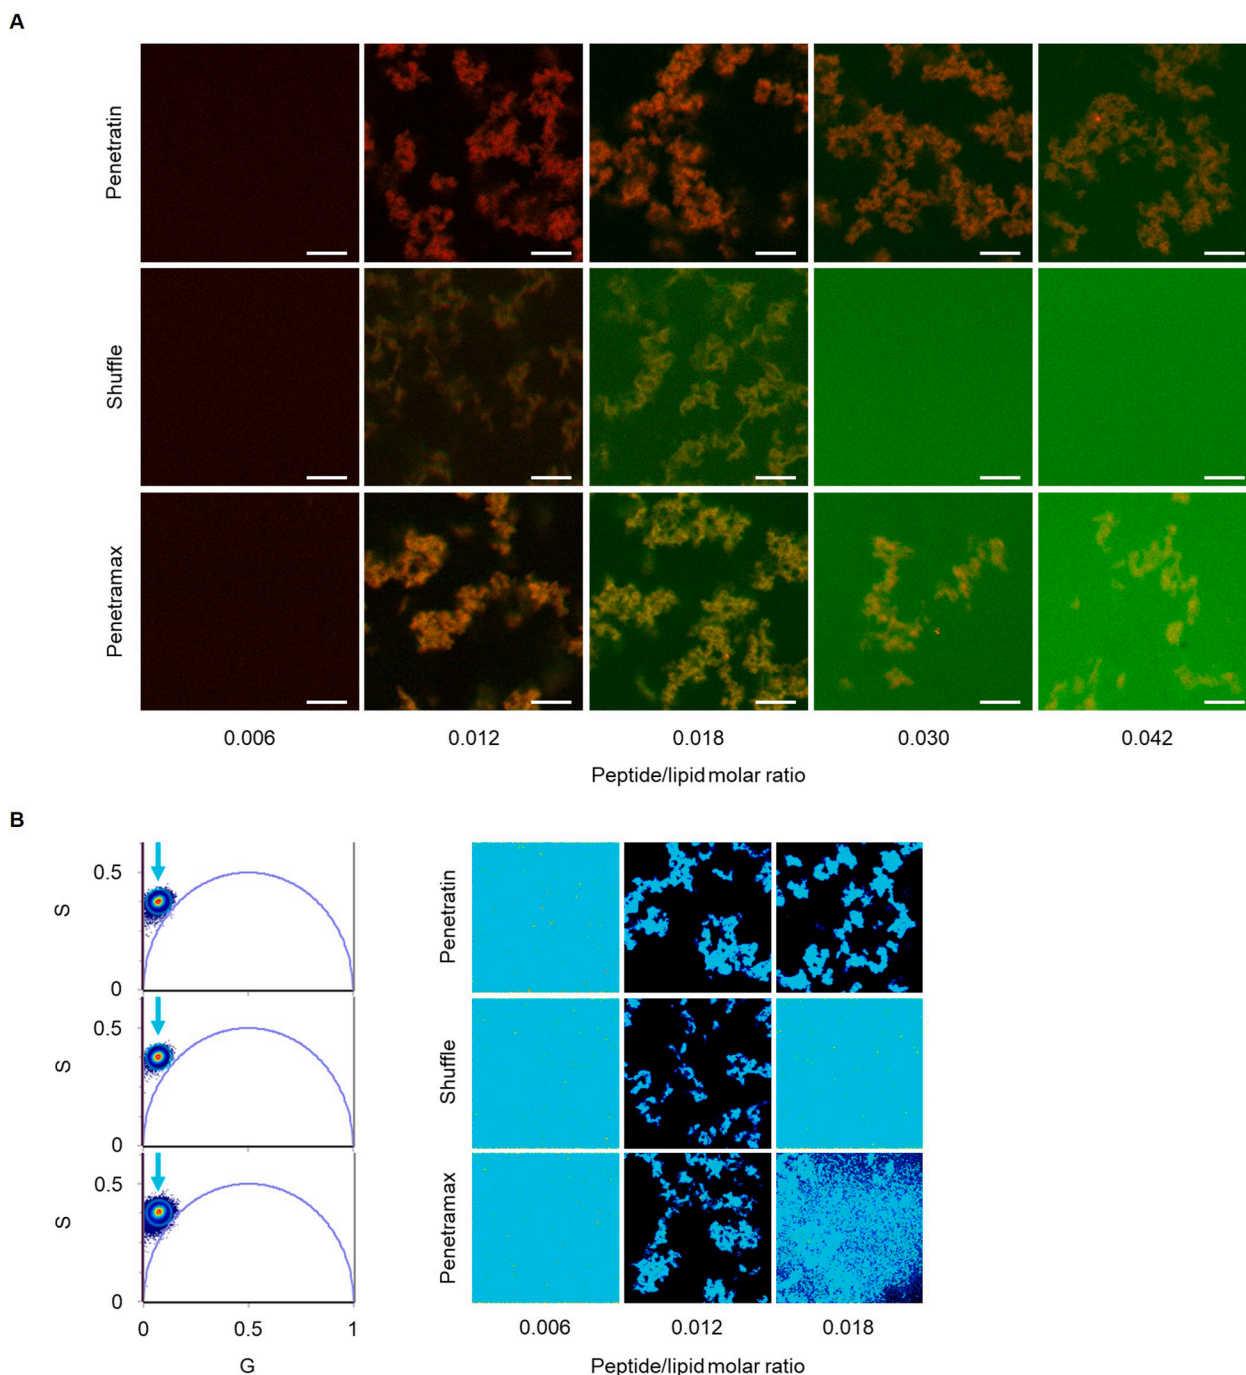 A
Penetratin
Shuffle
Penetramax
0.006 0.012 0.018 0.030 0.042
Peptide/lipid molar ratio
B
S
0.5
0
S
0.5
0
S
0.5
0
0 0.5 1
G
Penetratin
Shuffle
Penetramax
0.006 0.012 0.018
Peptide/lipid molar ratio